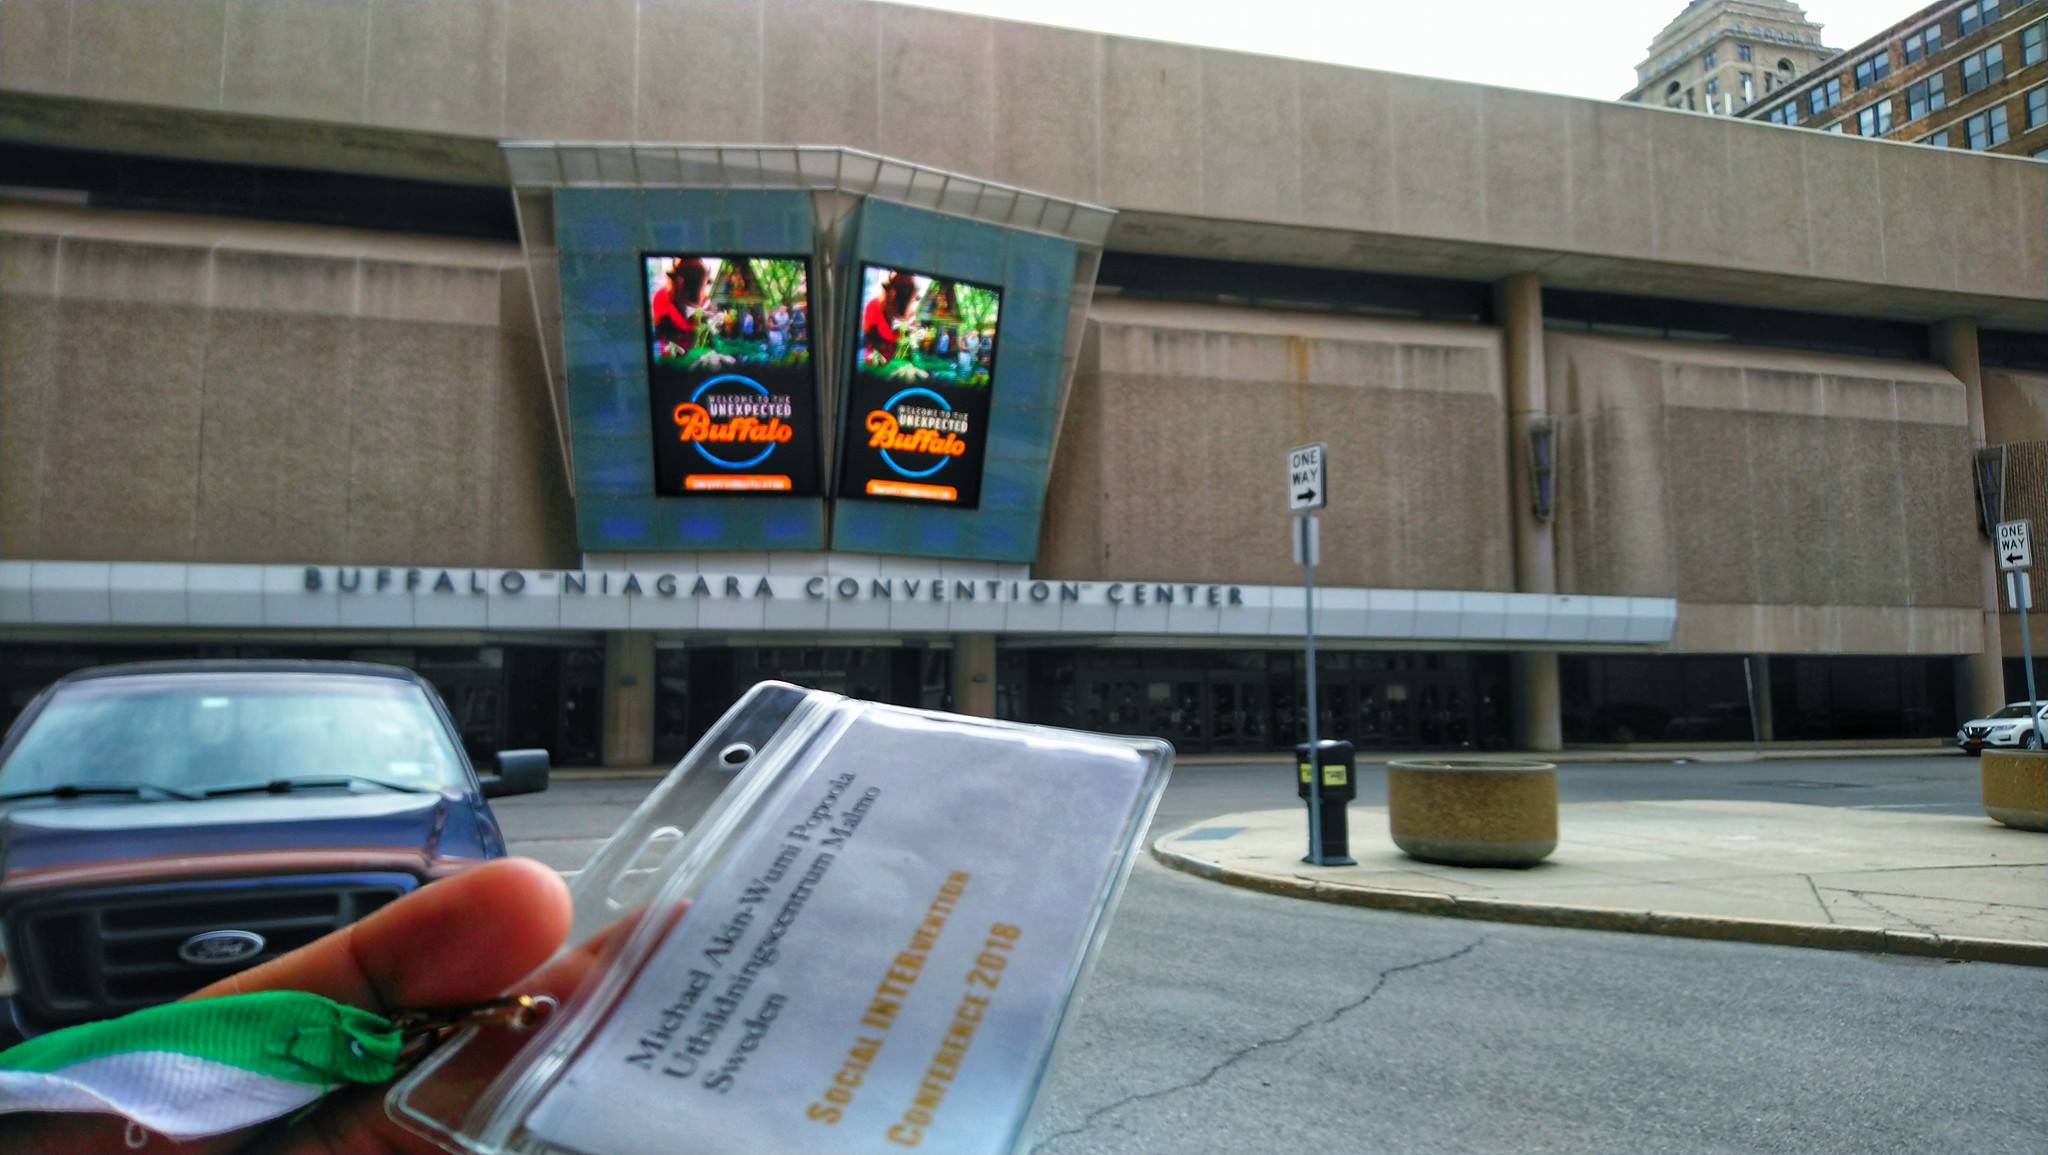 WELCOME TO THE
UNEXPECTED
Buffalo
WELCOME TO THE
UNEXPECTED
Buffalo
ONE
WAY
ONE
WAY
BUFFALO NIAGARA CONVENTION CENTER
Ford
Michael Akin-Wumi Popoola
Utbildningscentrum Malmo
Sweden
SOCIAL INTERVENTION
CONFERENCE 2018